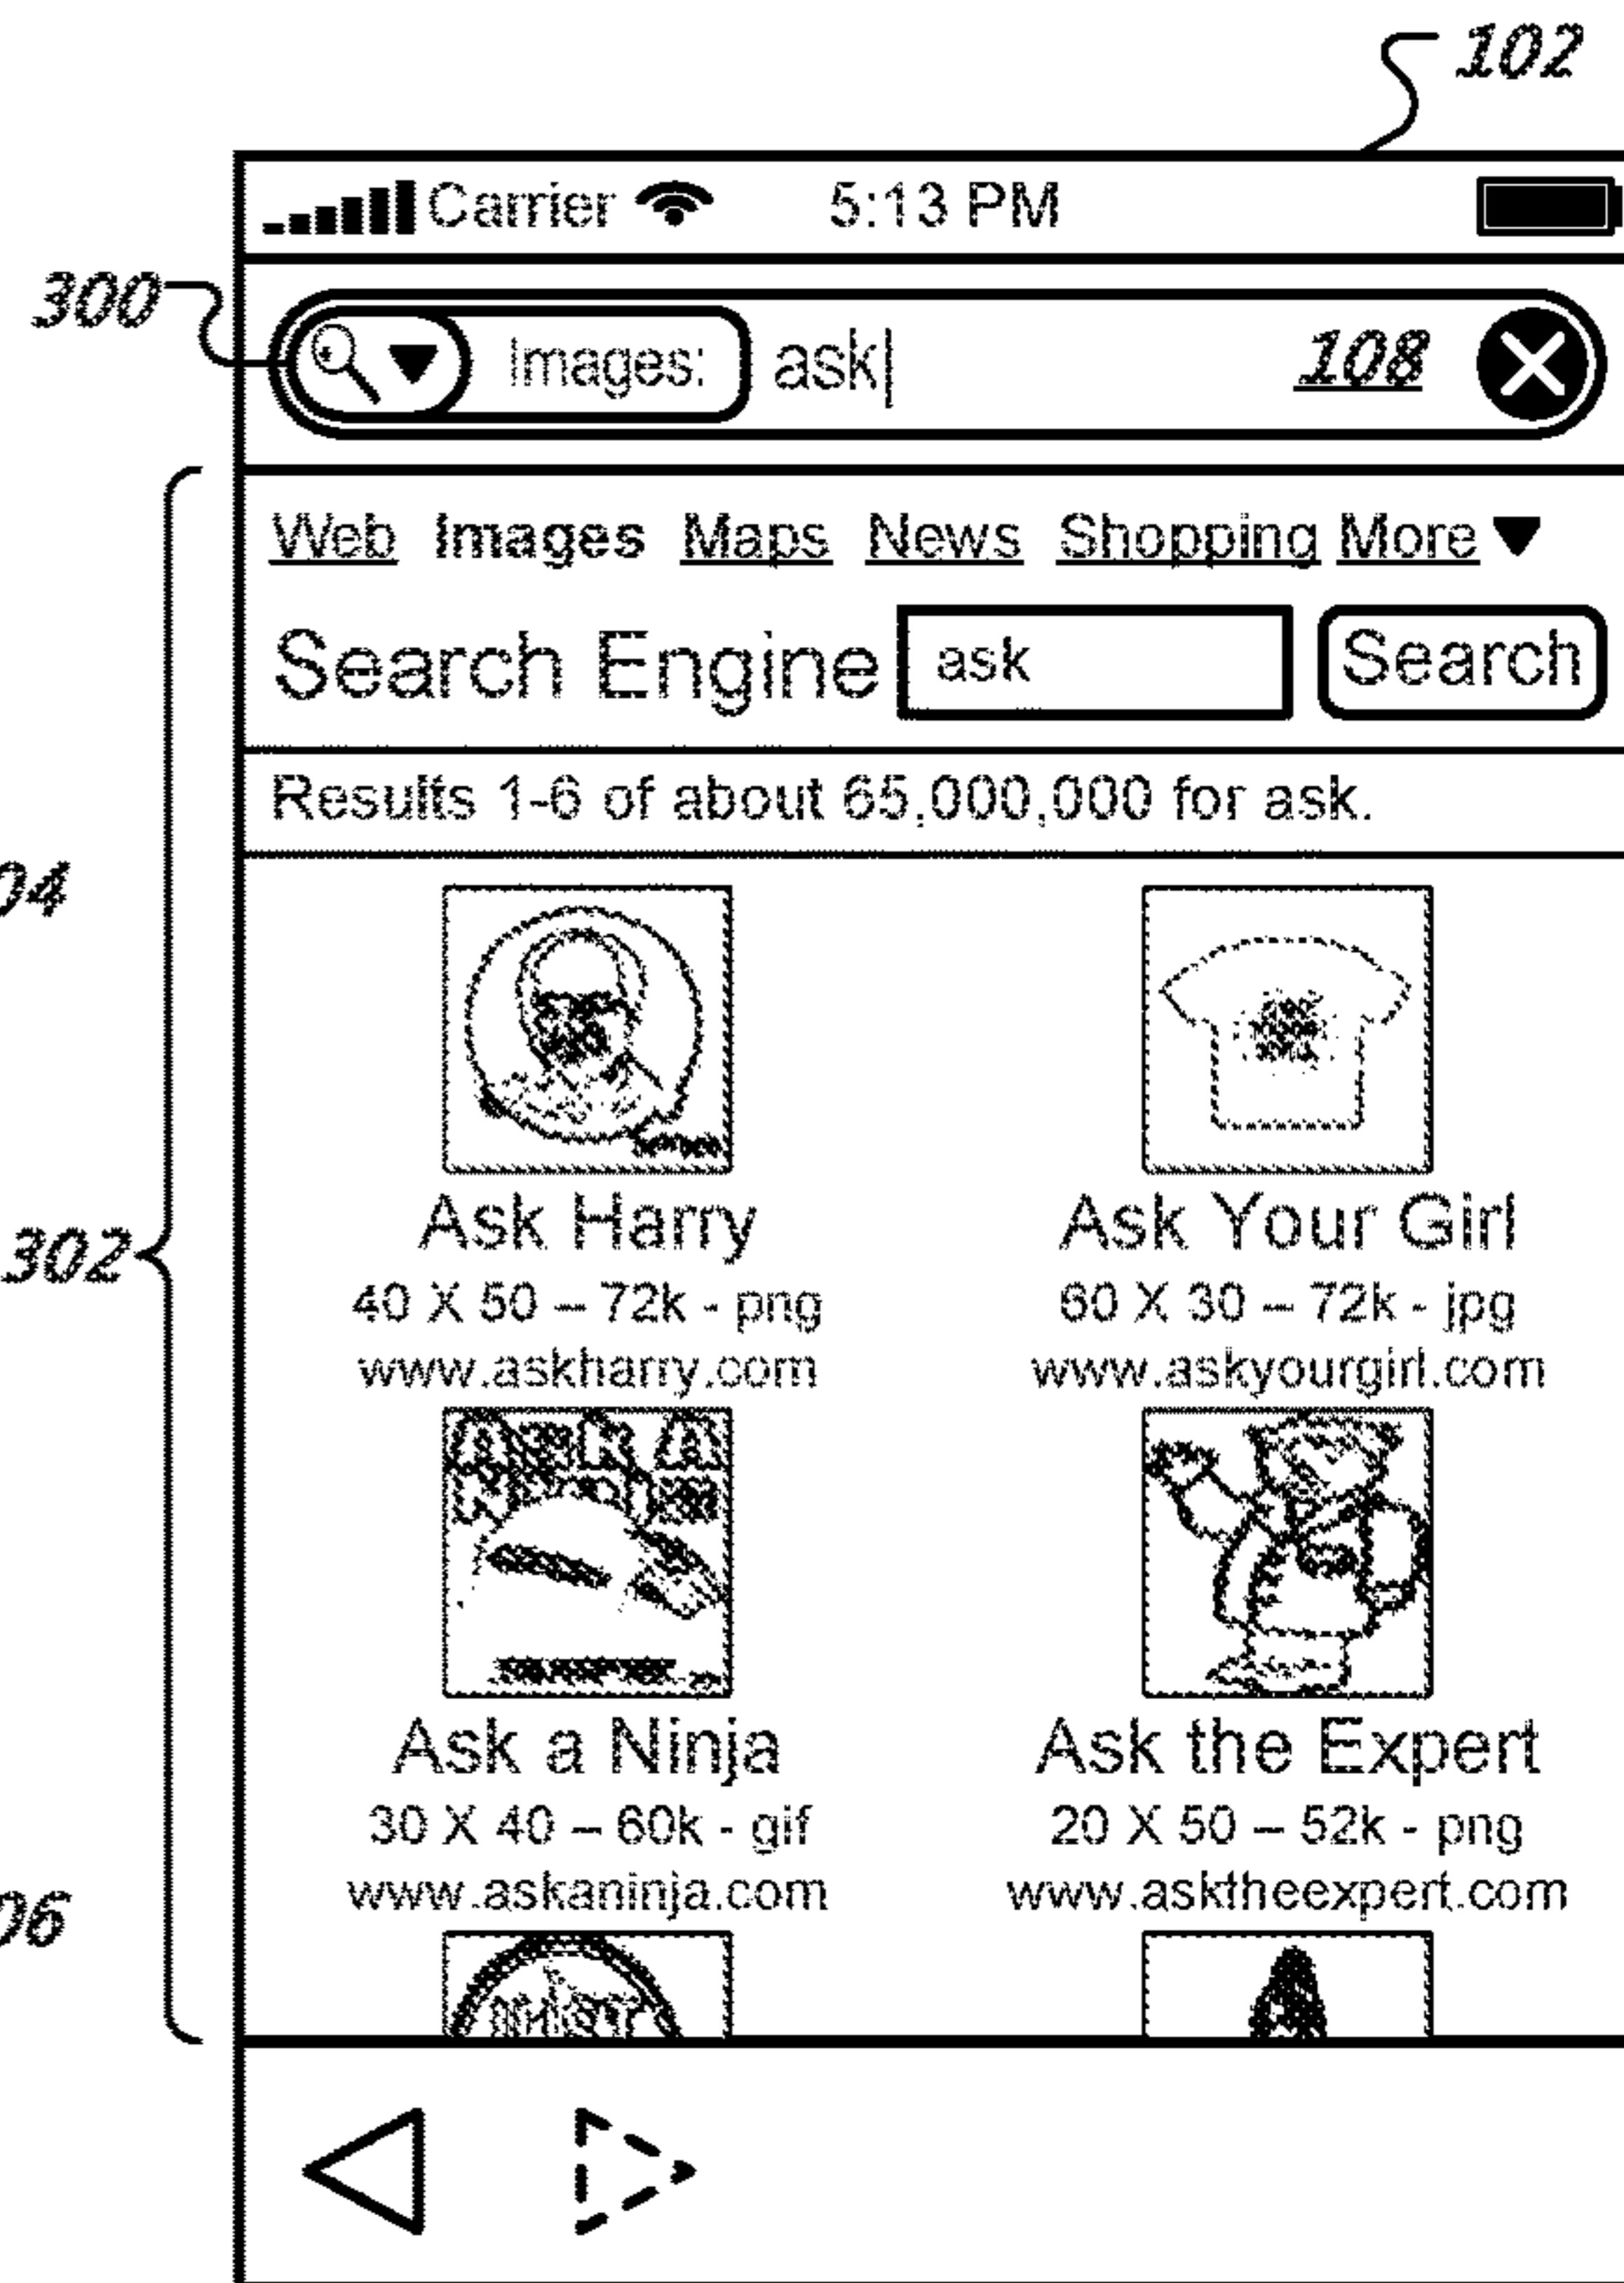 102
Carrier 5:13 PM
300
Images: ask 108
Web Images Maps News Shopping More
Search Engine ask Search
Results 1-6 of about 65,000,000 for ask.
04
302
Ask Harry Ask Your Girl
40 X 50 – 72k - png 60 X 30 – 72k - jpg
www.askharry.com www.askyourgirl.com
ASK A
Ask a Ninja Ask the Expert
30 X 40 – 60k - gif 20 X 50 – 52k - png
www.askaninja.com www.asktheexpert.com
06